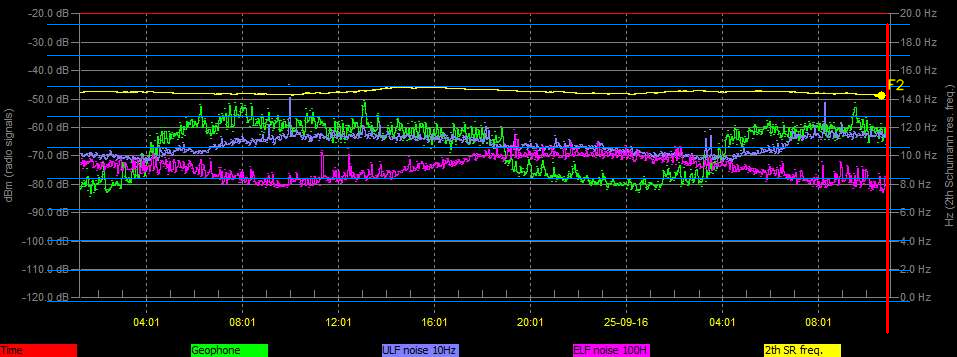 -20.0 dB
20.0 Hz
-30.0 dB
18.0 Hz
-40.0 dB
16.0 Hz
F2
-50.0 dB
14.0 Hz
-60.0 dB
12.0 Hz
-70.0 dB
10.0 Hz
-80.0 dB
8.0 Hz
-90.0 dB
6.0 Hz
-100.0 dB
4.0 Hz
-110.0 dB
2.0 Hz
-120.0 dB
0.0 Hz
dBm (radio signals)
Hz (2th Schumann res. freq.)
04:01 08:01 12:01 16:01 20:01 25-09-16 04:01 08:01
Time Geophone ULF noise 10Hz ELF noise 100H 2th SR freq.